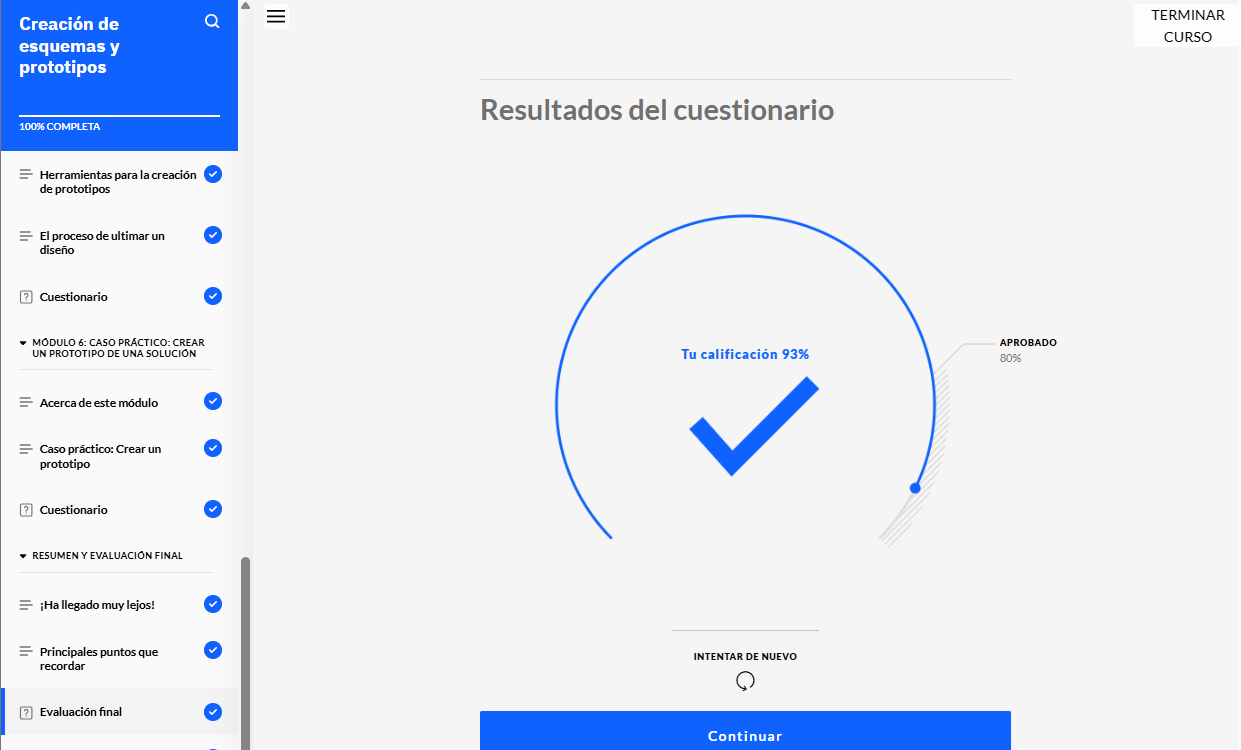 Creación de
esquemas y
prototipos
100% COMPLETA
Herramientas para la creación
de prototipos
El proceso de ultimar un
diseño
Cuestionario
MÓDULO 6: CASO PRÁCTICO: CREAR
UN PROTOTIPO DE UNA SOLUCIÓN
Acerca de este módulo
Caso práctico: Crear un
prototipo
Cuestionario
RESUMEN Y EVALUACIÓN FINAL
¡Ha llegado muy lejos!
Principales puntos que
recordar
Evaluación final
TERMINAR
CURSO
Resultados del cuestionario
Tu calificación 93%
APROBADO
80%
INTENTAR DE NUEVO
Continuar